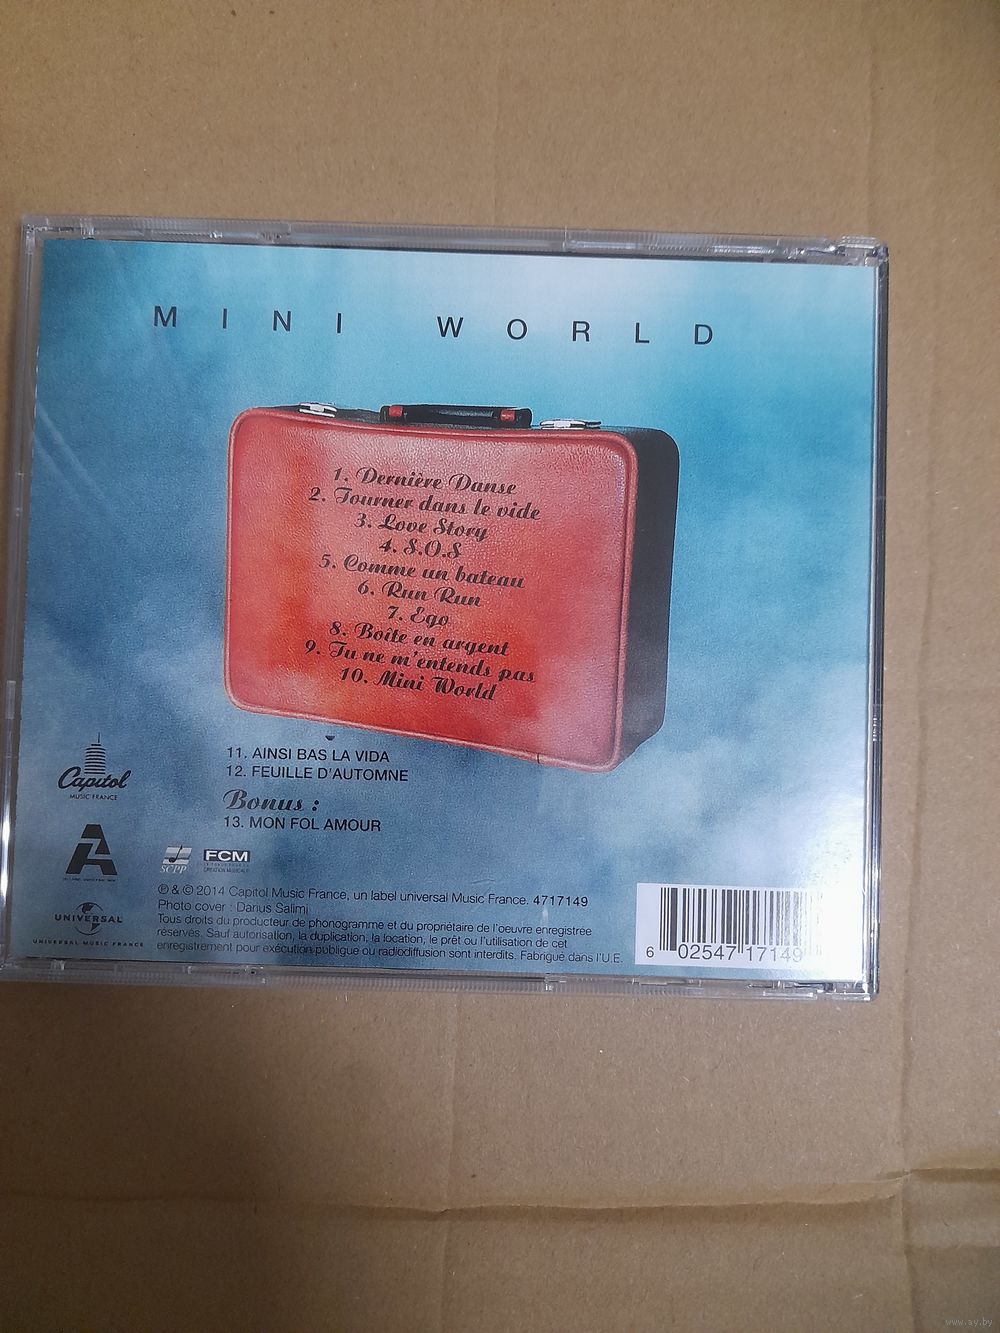 MINI WORLD
1. Dernière Danse
2. Tourner dans le vide
3. Love Story
4. S.O.S
5. Comme un bateau
6. Run Run
7. Ego
8. Boîte en argent
9. Tu ne m'entends pas
10. Mini World
11. AINSI BAS LA VIDA
12. FEUILLE D'AUTOMNE
Bonus :
13. MON FOL AMOUR
Capitol
MUSIC FRANCE
SCPP
FCM
UNIVERSAL
UNIVERSAL MUSIC FRANCE
℗ & © 2014 Capitol Music France, un label universal Music France. 4717149
Photo cover : Darius Salimi
Tous droits du producteur de phonogramme et du propriétaire de l'oeuvre enregistrée
réservés. Sauf autorisation, la duplication, la location, le prêt ou l'utilisation de cet
enregistrement pour exécution publique ou radiodiffusion sont interdits. Fabriqué dans l'U.E.
6 02547 17149
www.ay.by